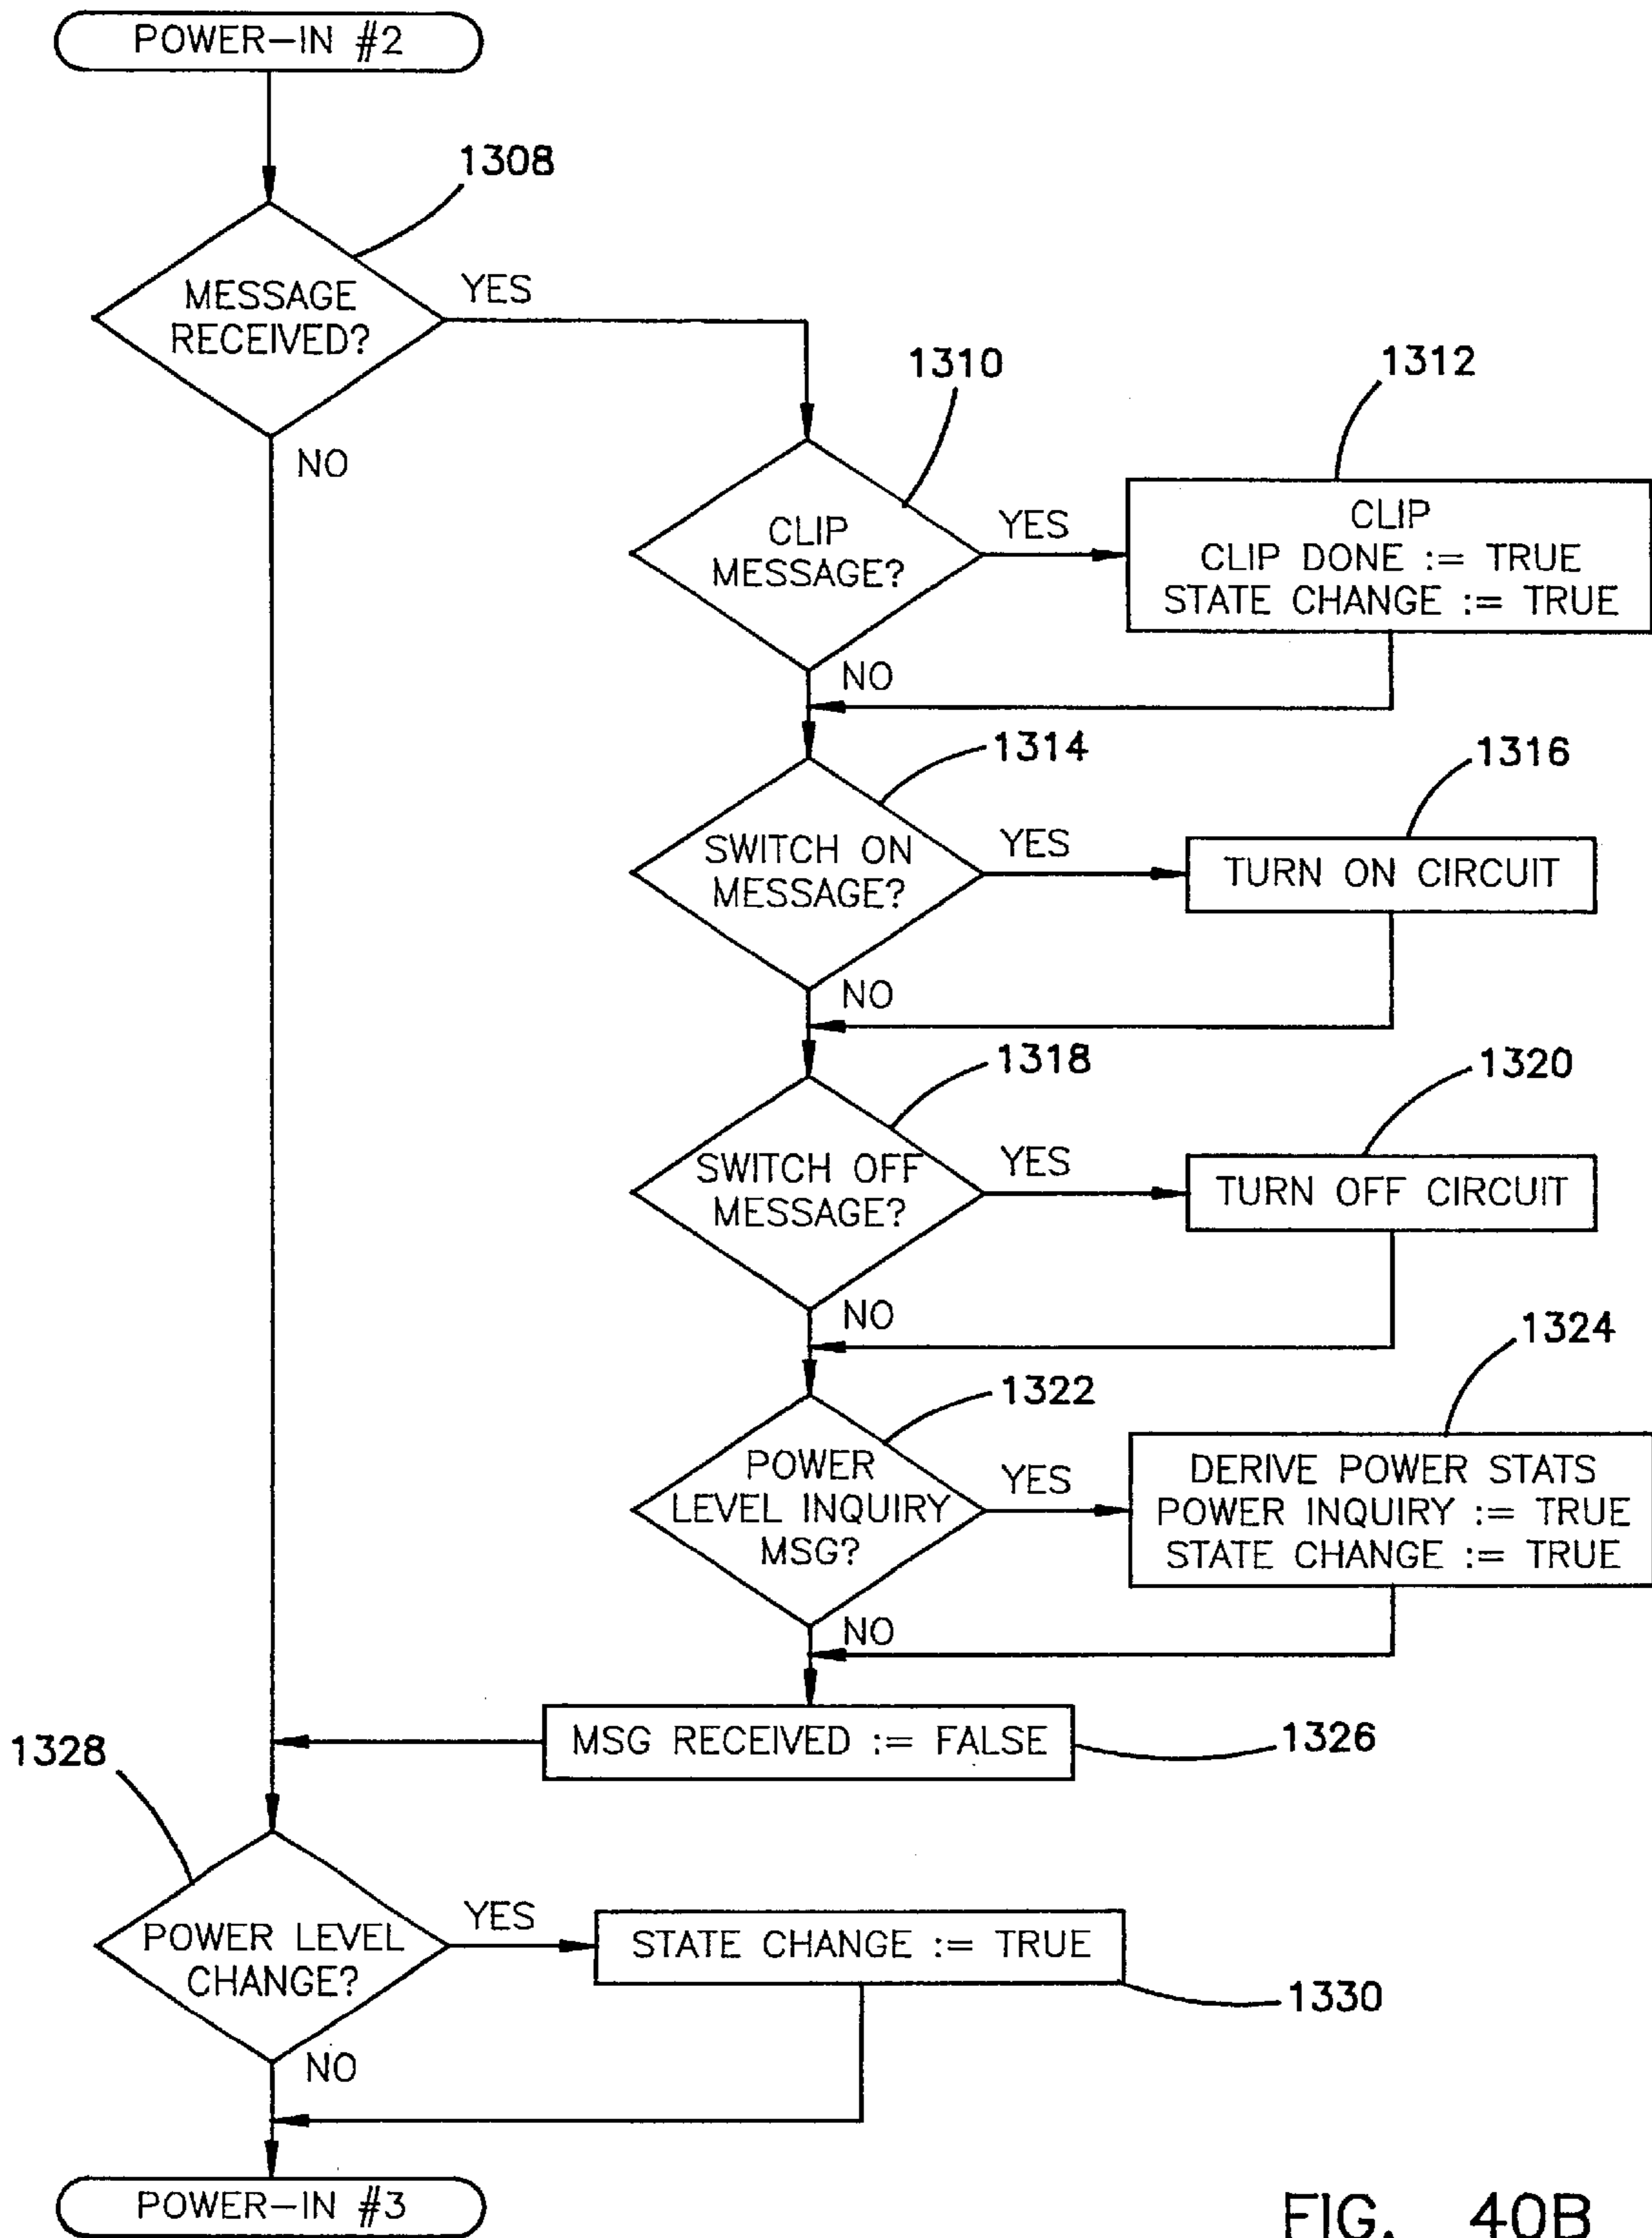 POWER-IN #2
1308
MESSAGE
RECEIVED?
YES
NO
1310
CLIP
MESSAGE?
YES
NO
1312
CLIP
CLIP DONE := TRUE
STATE CHANGE := TRUE
1314
SWITCH ON
MESSAGE?
YES
NO
1316
TURN ON CIRCUIT
1318
SWITCH OFF
MESSAGE?
YES
NO
1320
TURN OFF CIRCUIT
1322
POWER
LEVEL INQUIRY
MSG?
YES
NO
1324
DERIVE POWER STATS
POWER INQUIRY := TRUE
STATE CHANGE := TRUE
MSG RECEIVED := FALSE
1326
1328
POWER LEVEL
CHANGE?
YES
NO
STATE CHANGE := TRUE
1330
POWER-IN #3
FIG. 40B